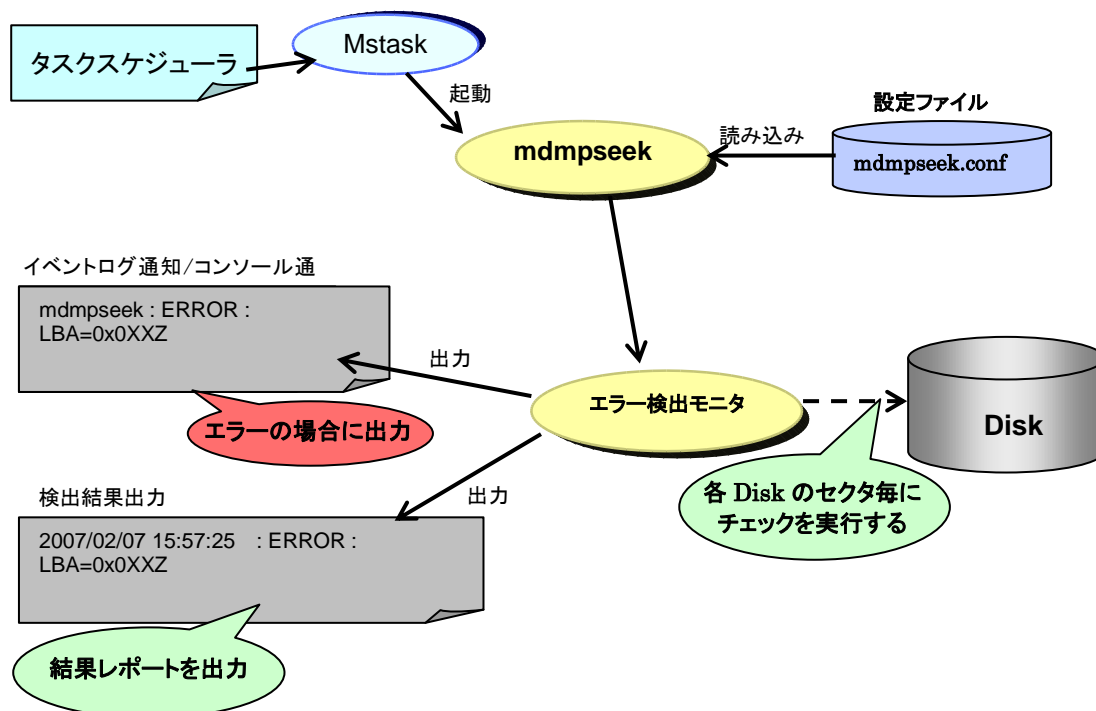 タスクスケジューラ
Mstask
起動
設定ファイル
mdmpseek
読み込み
mdmpseek.conf
イベントログ通知/コンソール通
mdmpseek : ERROR :
LBA=0x0XXZ
出力
エラーの場合に出力
エラー検出モニタ
Disk
各 Disk のセクタ毎に
チェックを実行する
検出結果出力
出力
2007/02/07 15:57:25 : ERROR :
LBA=0x0XXZ
結果レポートを出力